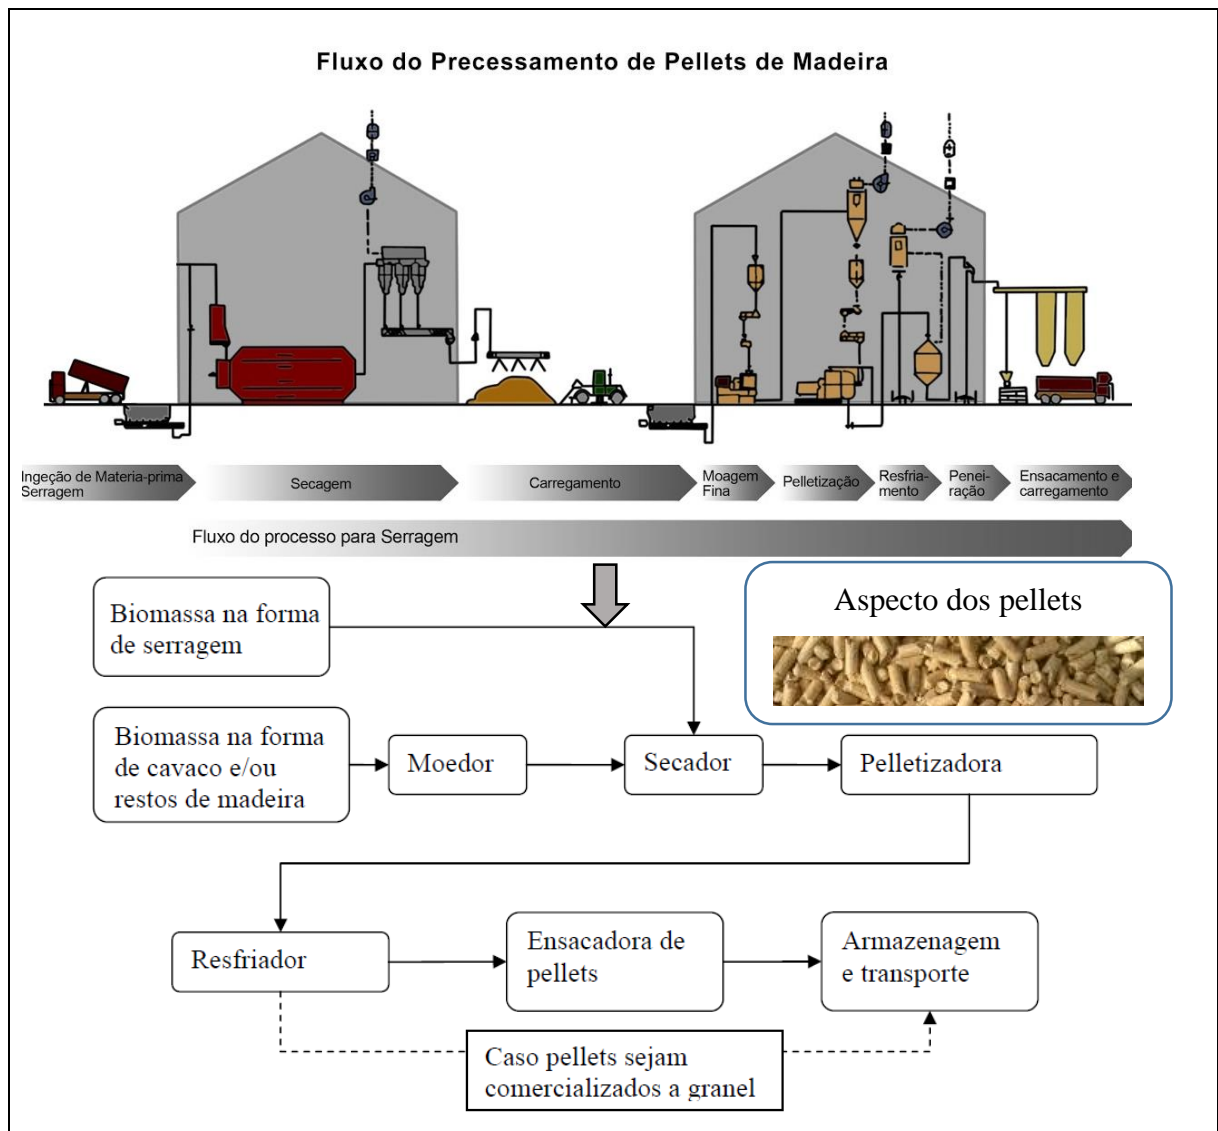 Fluxo do Precessamento de Pellets de Madeira
Ingeção de Materia-prima
Serragem
Secagem
Carregamento
Moagem
Fina
Pelletização
Resfria-
mento
Penei-
ração
Ensacamento e
carregamento
Fluxo do processo para Serragem
Biomassa na forma
de serragem
Aspecto dos pellets
Biomassa na forma
de cavaco e/ou
restos de madeira
Moedor
Secador
Pelletizadora
Resfriador
Ensacadora de
pellets
Armazenagem
e transporte
Caso pellets sejam
comercializados a granel